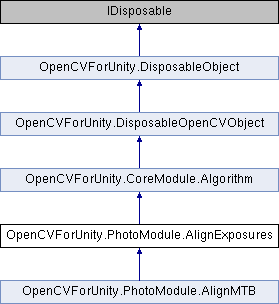 IDisposable
OpenCVForUnity.DisposableObject
OpenCVForUnity.DisposableOpenCVObject
OpenCVForUnity.CoreModule.Algorithm
OpenCVForUnity.PhotoModule.AlignExposures
OpenCVForUnity.PhotoModule.AlignMTB